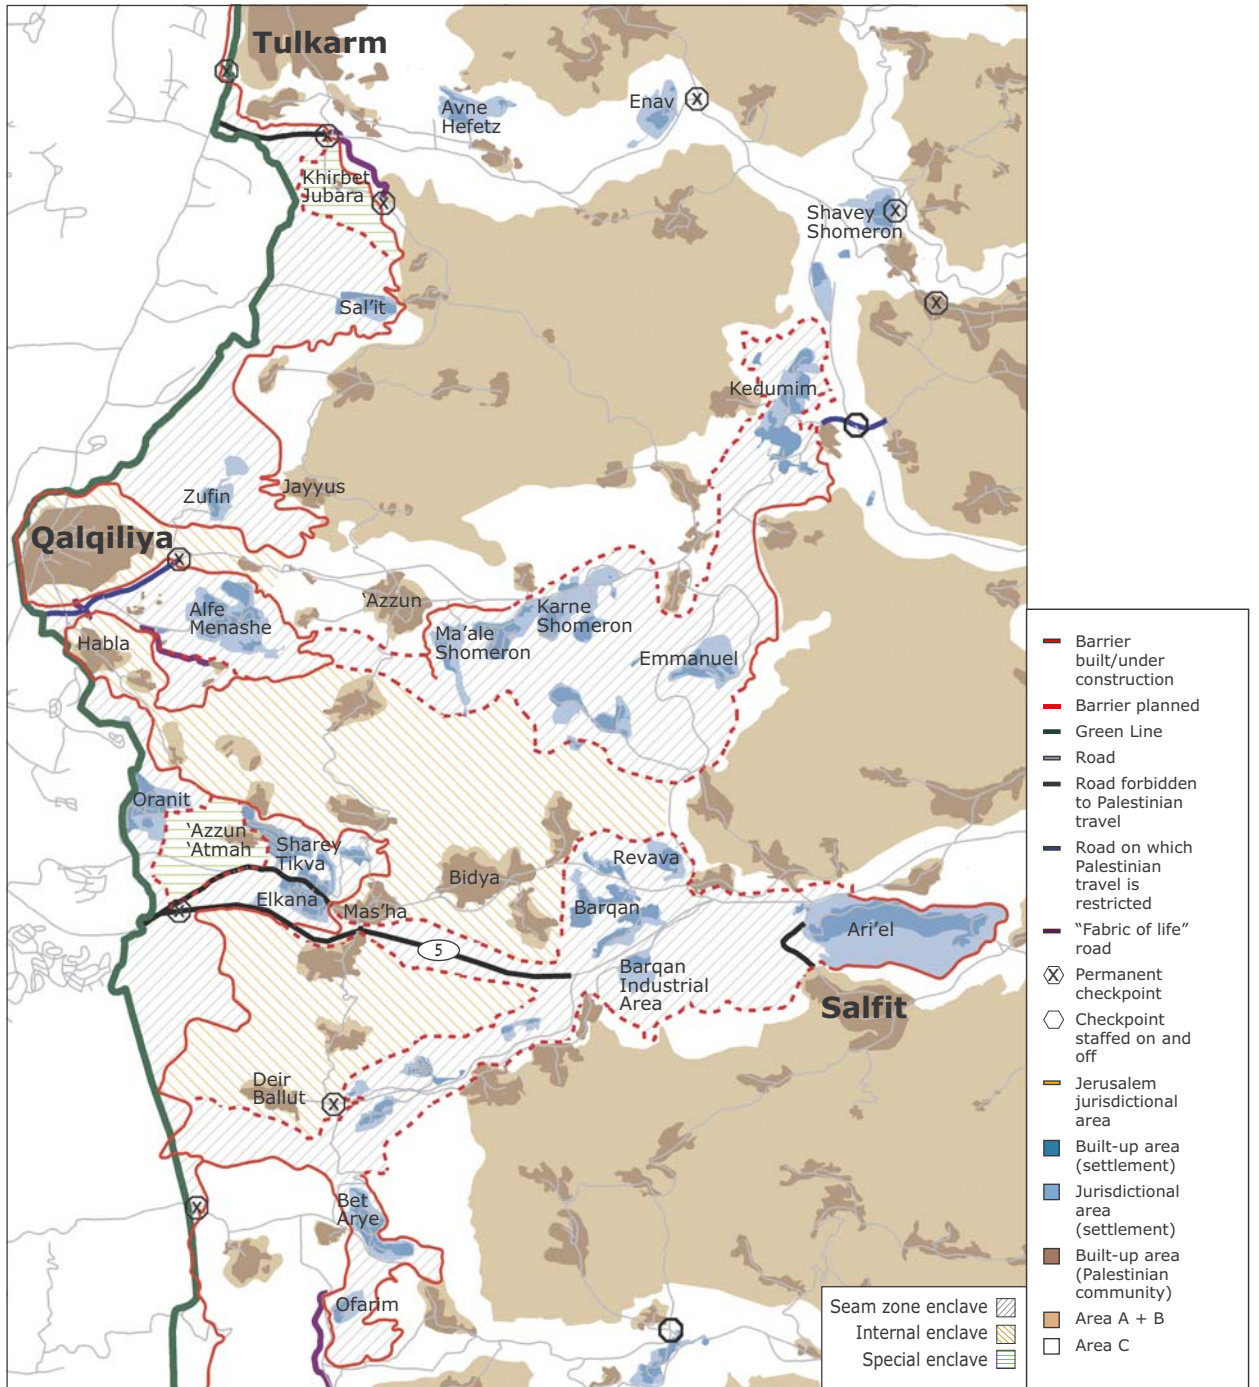 Tulkarm
Avne
Hefetz
Enav
Khirbet
Jubara
Shavey
Shomeron
Sal'it
Kedumim
Zufin
Jayyus
Qalqiliya
'Azzun
Alfe
Menashe
Karne
Shomeron
Ma'ale
Shomeron
Habla
Emmanuel
Oranit
'Azzun
'Atmah
Sharey
Tikva
Revava
Bidya
Elkana
Mas'ha
Barqan
Ari'el
5
Barqan
Industrial
Area
Salfit
Deir
Ballut
Bet
Arye
Ofarim
Seam zone enclave
Internal enclave
Special enclave
Barrier
built/under
construction
Barrier planned
Green Line
Road
Road forbidden
to Palestinian
travel
Road on which
Palestinian
travel is
restricted
“Fabric of life”
road
X Permanent
checkpoint
Checkpoint
staffed on and
off
Jerusalem
jurisdictional
area
Built-up area
(settlement)
Jurisdictional
area
(settlement)
Built-up area
(Palestinian
community)
Area A + B
Area C